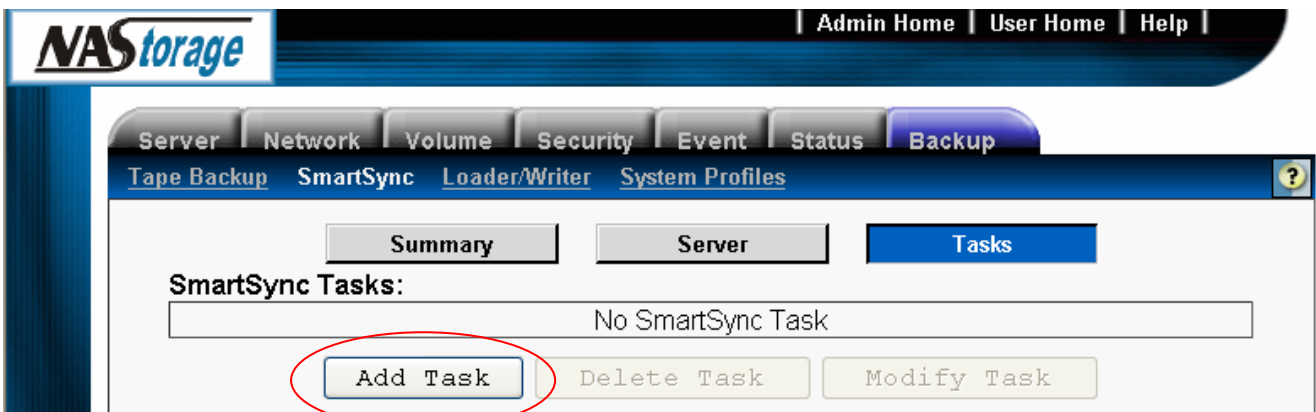 | Admin Home | User Home | Help |
NAStorage
Server Network Volume Security Event Status Backup
Tape Backup SmartSync Loader/Writer System Profiles ?
Summary Server Tasks
SmartSync Tasks:
No SmartSync Task
Add Task Delete Task Modify Task